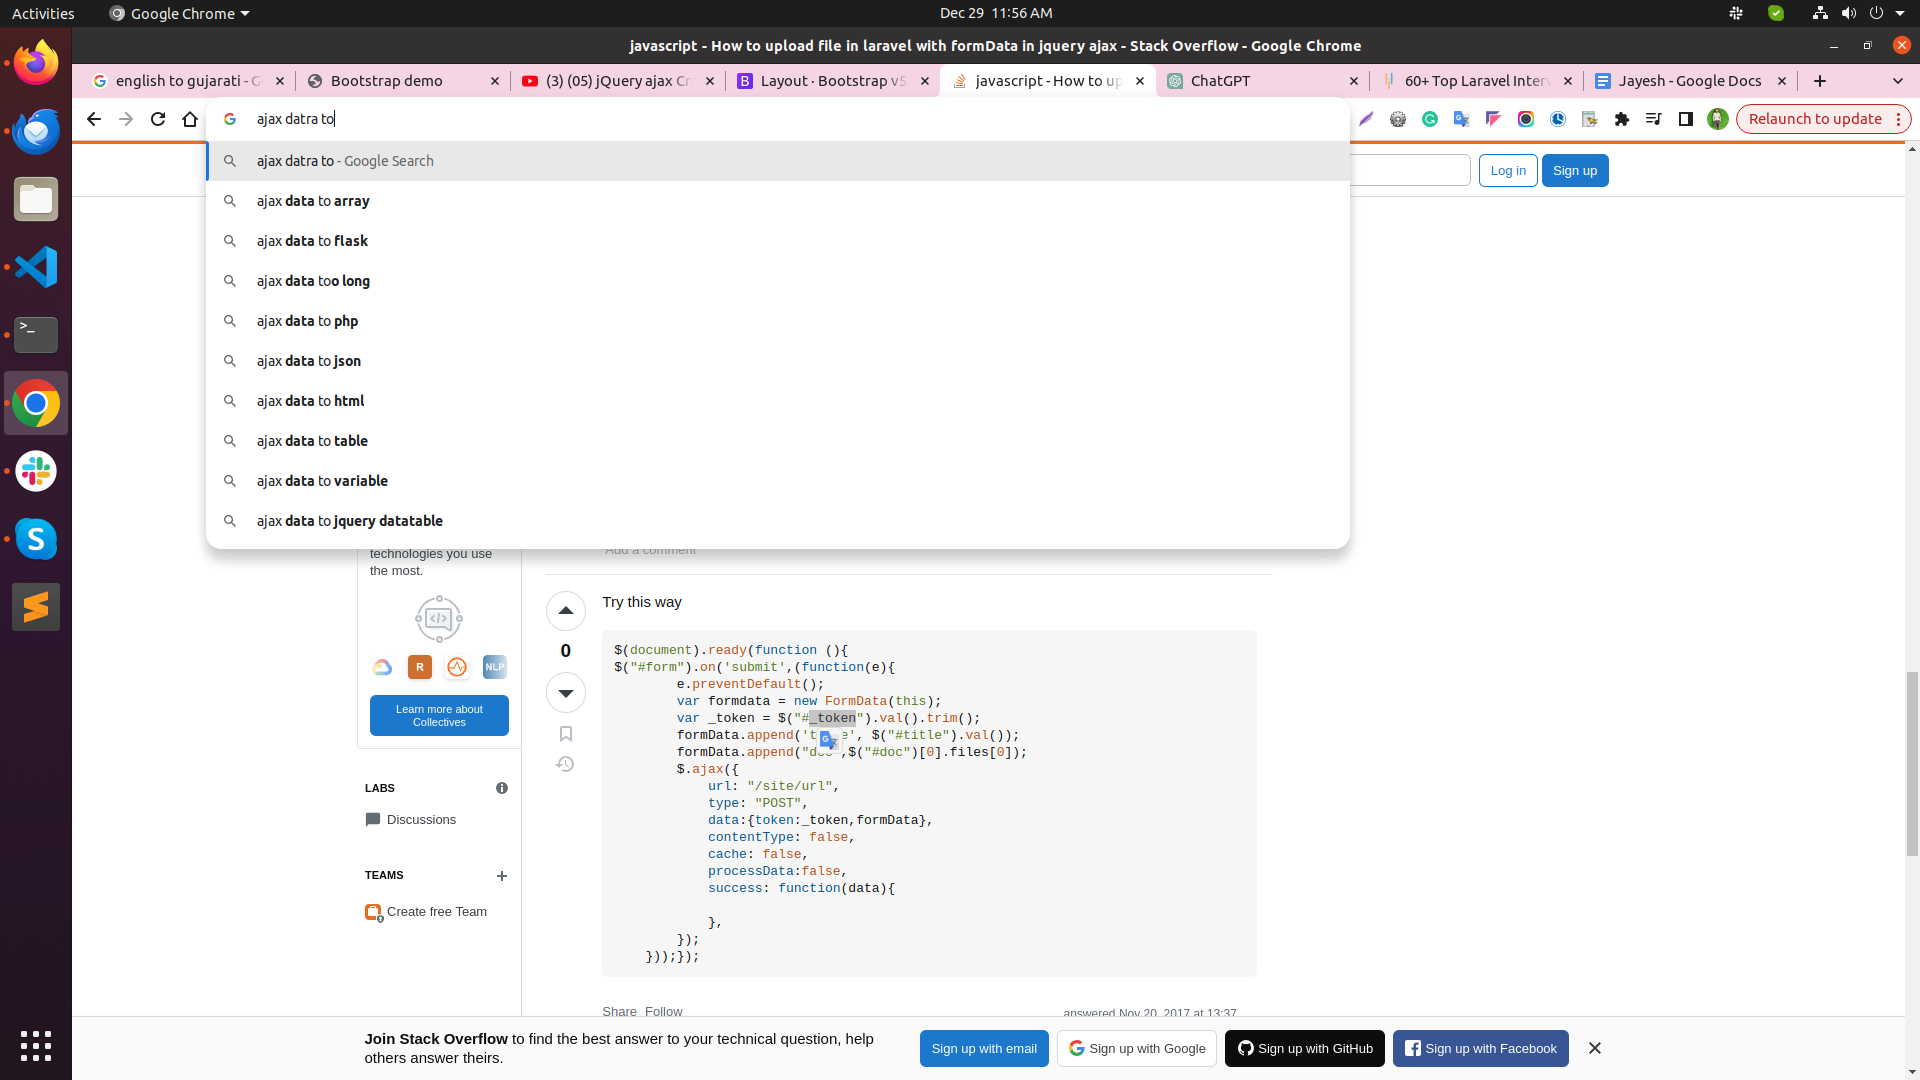 Activities
Google Chrome
Dec 29 11:56 AM
javascript - How to upload file in laravel with formData in jquery ajax - Stack Overflow - Google Chrome
english to gujarati - G
Bootstrap demo
(3) (05) jQuery ajax Cr
Layout · Bootstrap v5
javascript - How to up
ChatGPT
60+ Top Laravel Interv
Jayesh - Google Docs
ajax datra to
Relaunch to update
ajax datra to - Google Search
ajax data to array
ajax data to flask
ajax data too long
ajax data to php
ajax data to json
ajax data to html
ajax data to table
ajax data to variable
ajax data to jquery datatable
Log in
Sign up
technologies you use
the most.
R
NLP
Learn more about
Collectives
LABS
Discussions
TEAMS
Create free Team
Add a comment
0
Try this way
$(document).ready(function (){
$("#form").on('submit',(function(e){
e.preventDefault();
var formdata = new FormData(this);
var _token = $("#_token").val().trim();
formData.append('t e', $("#title").val());
formData.append("do ,$("#doc")[0].files[0]);
$.ajax({
url: "/site/url",
type: "POST",
data:{token:_token,formData},
contentType: false,
cache: false,
processData:false,
success: function(data){
},
});
}));});
Share Follow
answered Nov 20, 2017 at 13:37
Join Stack Overflow to find the best answer to your technical question, help
others answer theirs.
Sign up with email
Sign up with Google
Sign up with GitHub
Sign up with Facebook